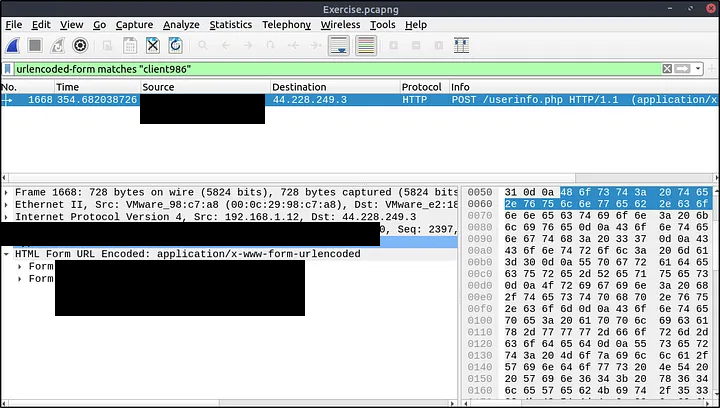 Exercise.pcapng
File Edit View Go Capture Analyze Statistics Telephony Wireless Tools Help
urlencoded-form matches "client986"
No. Time Source Destination Protocol Info
1668 354.682038726 44.228.249.3 HTTP POST /userinfo.php HTTP/1.1 (application/x
Frame 1668: 728 bytes on wire (5824 bits), 728 bytes captured (5824 bits
Ethernet II, Src: VMware_98:c7:a8 (00:0c:29:98:c7:a8), Dst: VMware_e2:18
Internet Protocol Version 4, Src: 192.168.1.12, Dst: 44.228.249.3
0, Seq: 2397,
HTML Form URL Encoded: application/x-www-form-urlencoded
Form
Form
0050 31 0d 0a 48 6f 73 74 3a 20 74 65
0060 2e 76 75 6c 6e 77 65 62 2e 63 6f
0070 6e 6e 65 63 74 69 6f 6e 3a 20 6b
0080 6c 69 76 65 0d 0a 43 6f 6e 74 65
0090 6e 67 74 68 3a 20 33 37 0d 0a 43
00a0 43 6f 6e 74 72 6f 6c 3a 20 6d 61
00b0 3d 30 0d 0a 55 70 67 72 61 64 65
00c0 63 75 72 65 2d 52 65 71 75 65 73
00d0 0d 0a 4f 72 69 67 69 6e 3a 20 68
00e0 2f 74 65 73 74 70 68 70 2e 76 75
00f0 2e 63 6f 6d 0d 0a 43 6f 6e 74 65
0100 70 65 3a 20 61 70 70 6c 69 63 61
0110 78 2d 77 77 77 2d 66 6f 72 6d 2d
0120 63 6f 64 65 64 0d 0a 55 73 65 72
0130 74 3a 20 4d 6f 7a 69 6c 6c 61 2f
0140 57 69 6e 64 6f 77 73 20 4e 54 20
0150 20 57 69 6e 36 34 3b 20 78 36 34
0160 6c 65 57 65 62 4b 69 74 2f 35 33